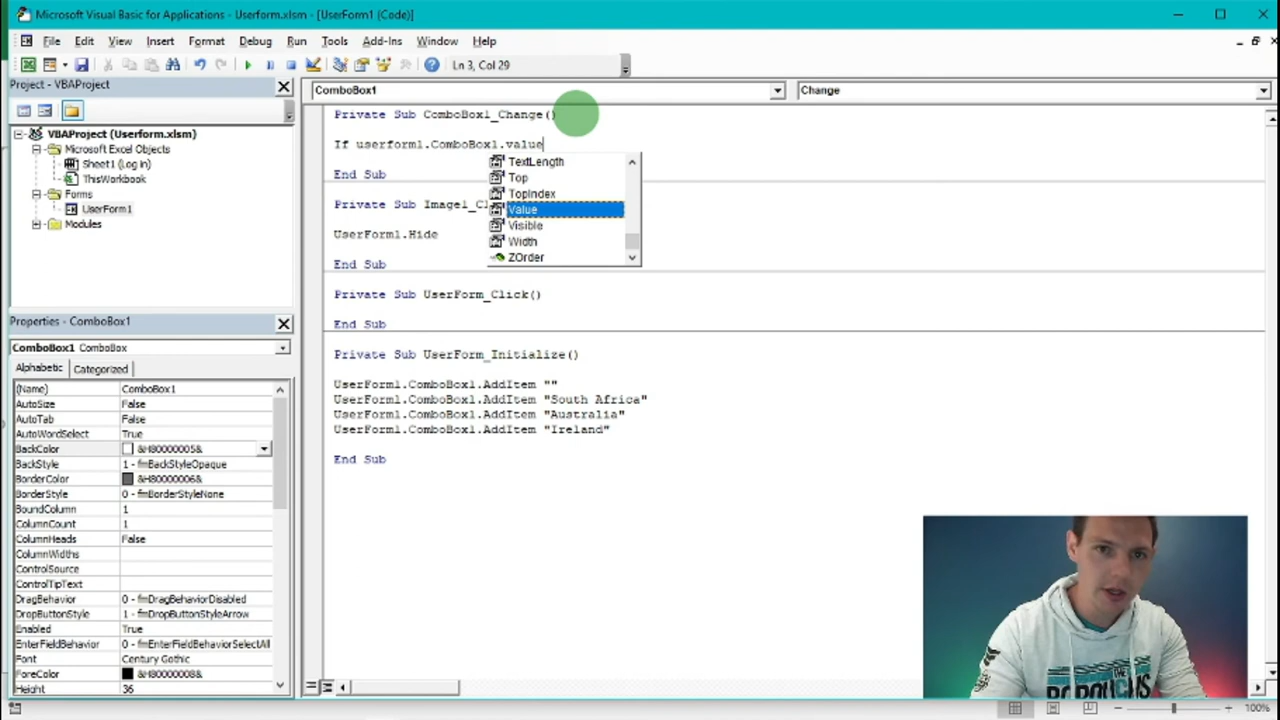 Microsoft Visual Basic for Applications - Userform.xlsm - [UserForm1 (Code)]
File Edit View Insert Format Debug Run Tools Add-Ins Window Help
Ln 3, Col 29
Project - VBAProject
VBAProject (Userform.xlsm)
Microsoft Excel Objects
Sheet1 (Log In)
ThisWorkbook
Forms
UserForm1
Modules
Properties - ComboBox1
ComboBox1 ComboBox
Alphabetic Categorized
(Name) ComboBox1
AutoSize False
AutoTab False
AutoWordSelect True
BackColor &H80000005&
BackStyle 1 - fmBackStyleOpaque
BorderColor &H80000006&
BorderStyle 0 - fmBorderStyleNone
BoundColumn 1
ColumnCount 1
ColumnHeads False
ColumnWidths
ControlSource
ControlTipText
DragBehavior 0 - fmDragBehaviorDisabled
DropButtonStyle 1 - fmDropButtonStyleArrow
Enabled True
EnterFieldBehavior 0 - fmEnterFieldBehaviorSelectAll
Font Century Gothic
ForeColor &H80000008&
Height 36
ComboBox1 Change
Private Sub ComboBox1_Change()
If userform1.ComboBox1.value
End Sub
Private Sub Image1_Cl
UserForm1.Hide
End Sub
TextLength
Top
TopIndex
Value
Visible
Width
ZOrder
Private Sub UserForm_Click()
End Sub
Private Sub UserForm_Initialize()
UserForm1.ComboBox1.AddItem ""
UserForm1.ComboBox1.AddItem "South Africa"
UserForm1.ComboBox1.AddItem "Australia"
UserForm1.ComboBox1.AddItem "Ireland"
End Sub
THE
BOROUGHS
100%